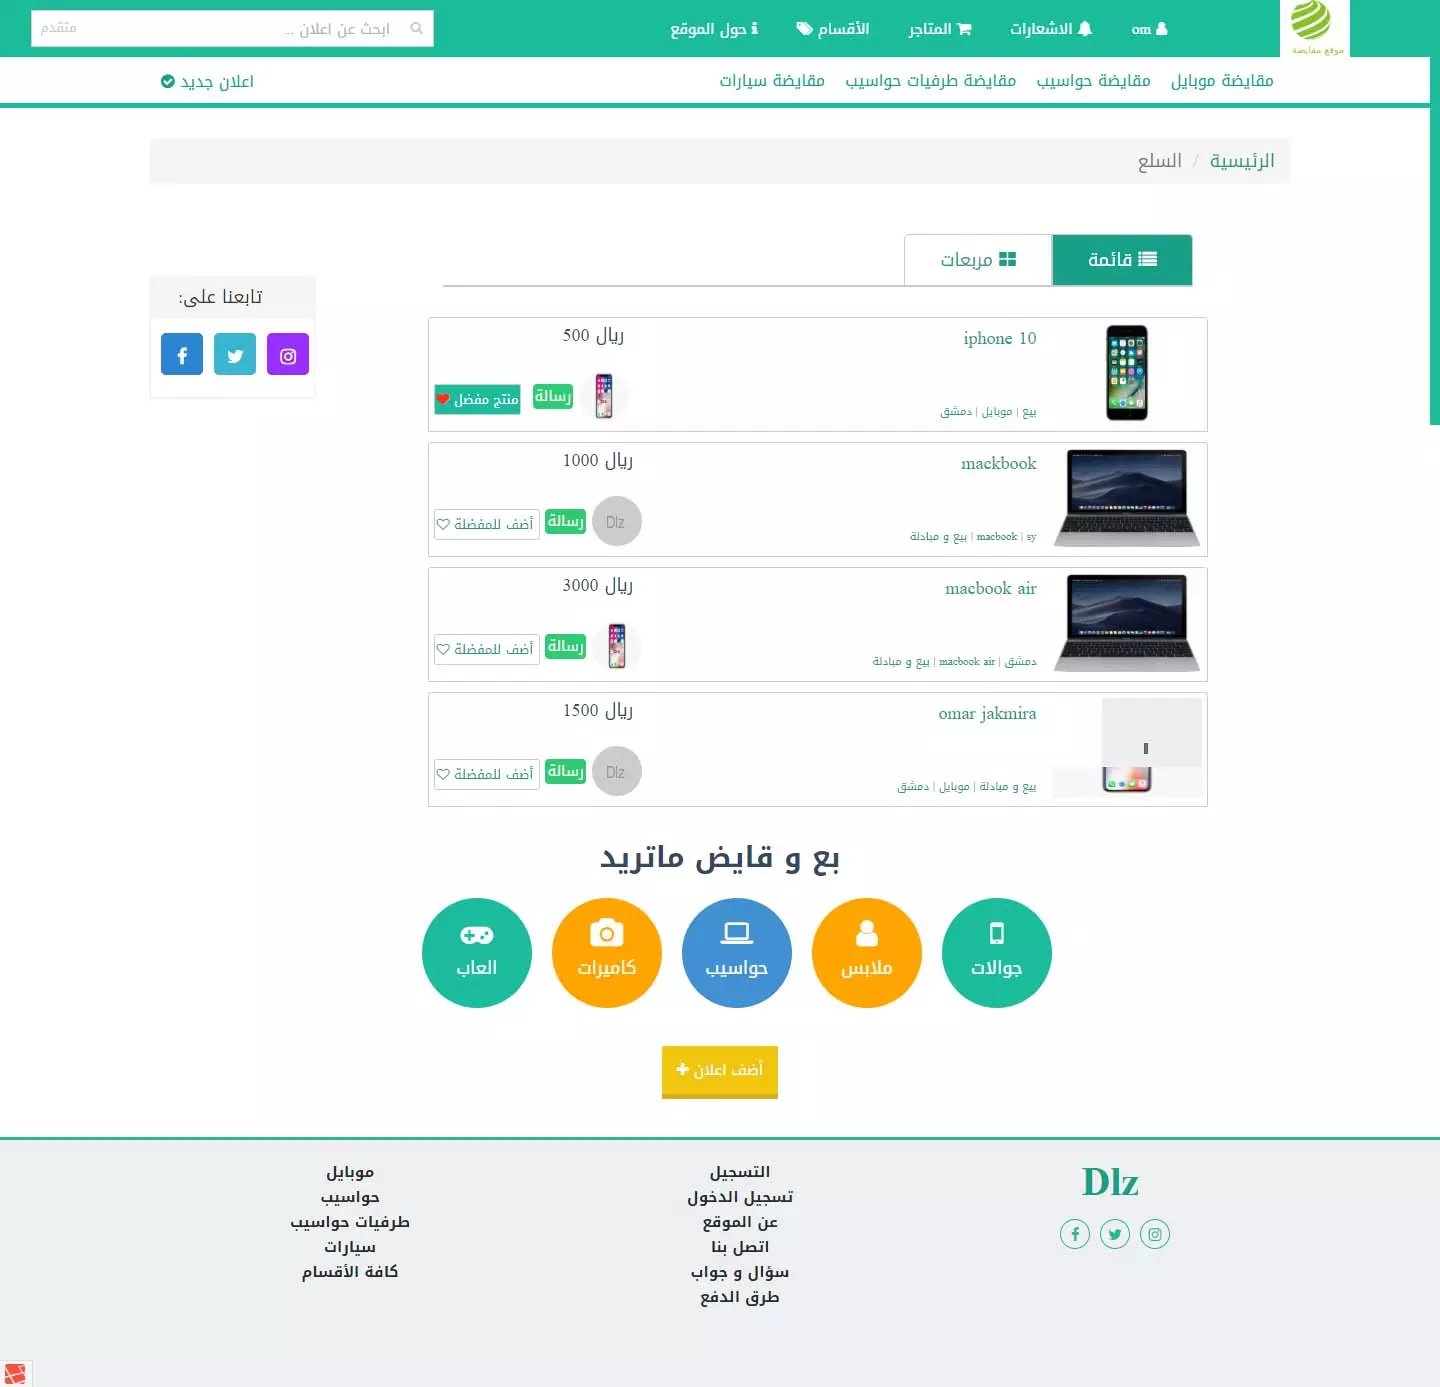 موقع مقايضة
om
الاشعارات
المتاجر
الأقسام
حول الموقع
ابحث عن اعلان ...
متقدم
مقايضة موبايل
مقايضة حواسيب
مقايضة طرفيات حواسيب
مقايضة سيارات
اعلان جديد
الرئيسية / السلع
قائمة
مربعات
تابعنا على:
iphone 10
500 ريال
بيع | موبايل | دمشق
رسالة
منتج مفضل
mackbook
1000 ريال
بيع و مبادلة | macbook | sy
Dlz
رسالة
أضف للمفضلة
macbook air
3000 ريال
دمشق | macbook air | بيع و مبادلة
رسالة
أضف للمفضلة
omar jakmira
1500 ريال
بيع و مبادلة | موبايل | دمشق
Dlz
رسالة
أضف للمفضلة
بع و قايض ماتريد
جوالات
ملابس
حواسيب
كاميرات
العاب
أضف اعلان
Dlz
التسجيل
تسجيل الدخول
عن الموقع
اتصل بنا
سؤال و جواب
طرق الدفع
موبايل
حواسيب
طرفيات حواسيب
سيارات
كافة الأقسام